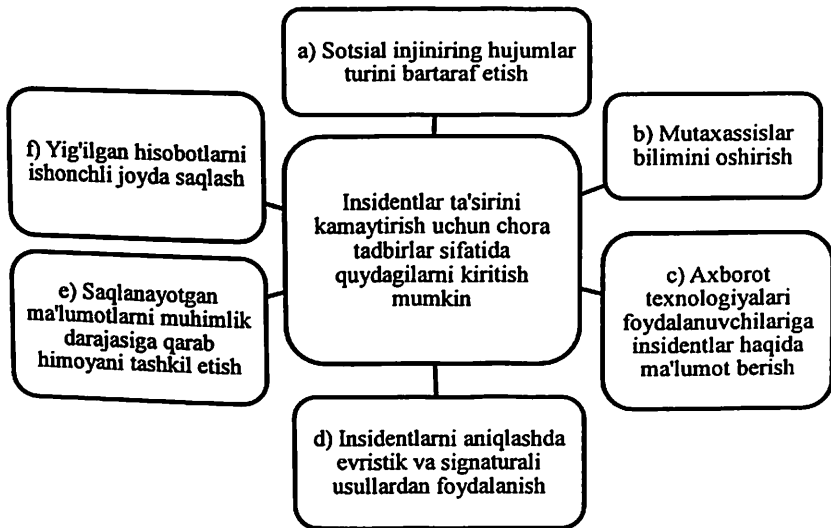 a) Sotsial injiniring hujumlar
turini bartaraf etish
b) Mutaxassislar
bilimini oshirish
c) Axborot
texnologiyalari
foydalanuvchilariga
insidentlar haqida
ma'lumot berish
d) Insidentlarni aniqlashda
evristik va signaturali
usullardan foydalanish
e) Saqlanayotgan
ma'lumotlarni muhimlik
darajasiga qarab
himoyani tashkil etish
f) Yig'ilgan hisobotlarni
ishonchli joyda saqlash
Insidentlar ta'sirini
kamaytirish uchun chora
tadbirlar sifatida
quydagilarni kiritish
mumkin